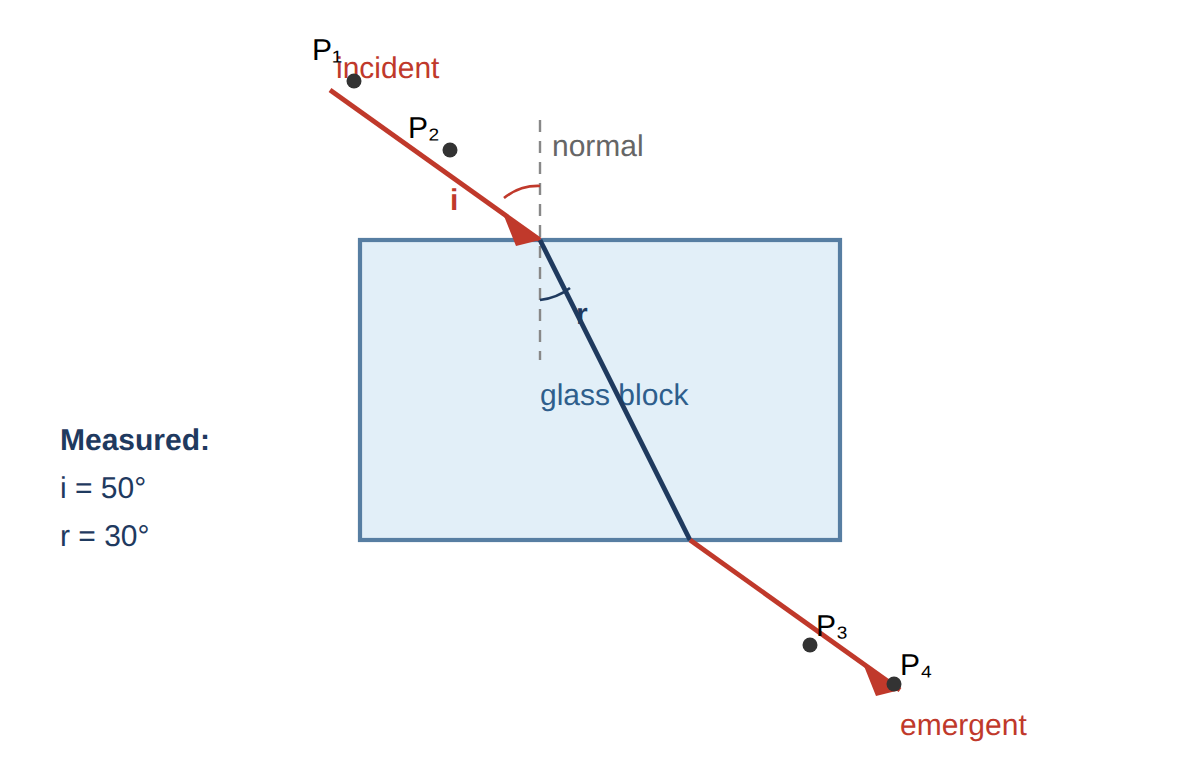 P₁
incident
P₂
normal
i
r
glass block
Measured:
i = 50°
r = 30°
P₃
P₄
emergent